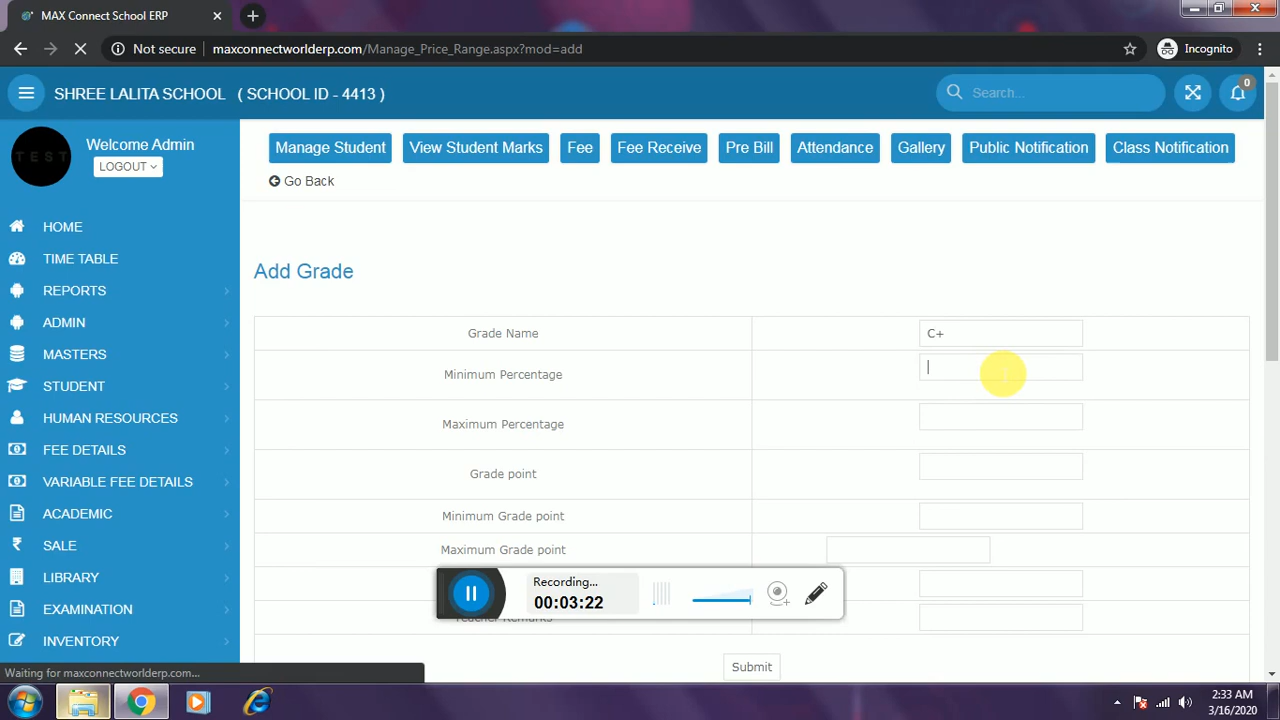 MAX Connect School ERP
Not secure maxconnectworlderp.com/Manage_Price_Range.aspx?mod=add Incognito
SHREE LALITA SCHOOL ( SCHOOL ID - 4413 ) Search... 0
TEST
Welcome Admin
LOGOUT
Manage Student View Student Marks Fee Fee Receive Pre Bill Attendance Gallery Public Notification Class Notification
Go Back
HOME
TIME TABLE
REPORTS
ADMIN
MASTERS
STUDENT
HUMAN RESOURCES
FEE DETAILS
VARIABLE FEE DETAILS
ACADEMIC
SALE
LIBRARY
EXAMINATION
INVENTORY
Add Grade
Grade Name C+
Minimum Percentage
Maximum Percentage
Grade point
Minimum Grade point
Maximum Grade point
Teacher Remarks
Submit
Recording...
00:03:22
Waiting for maxconnectworlderp.com...
2:33 AM
3/16/2020